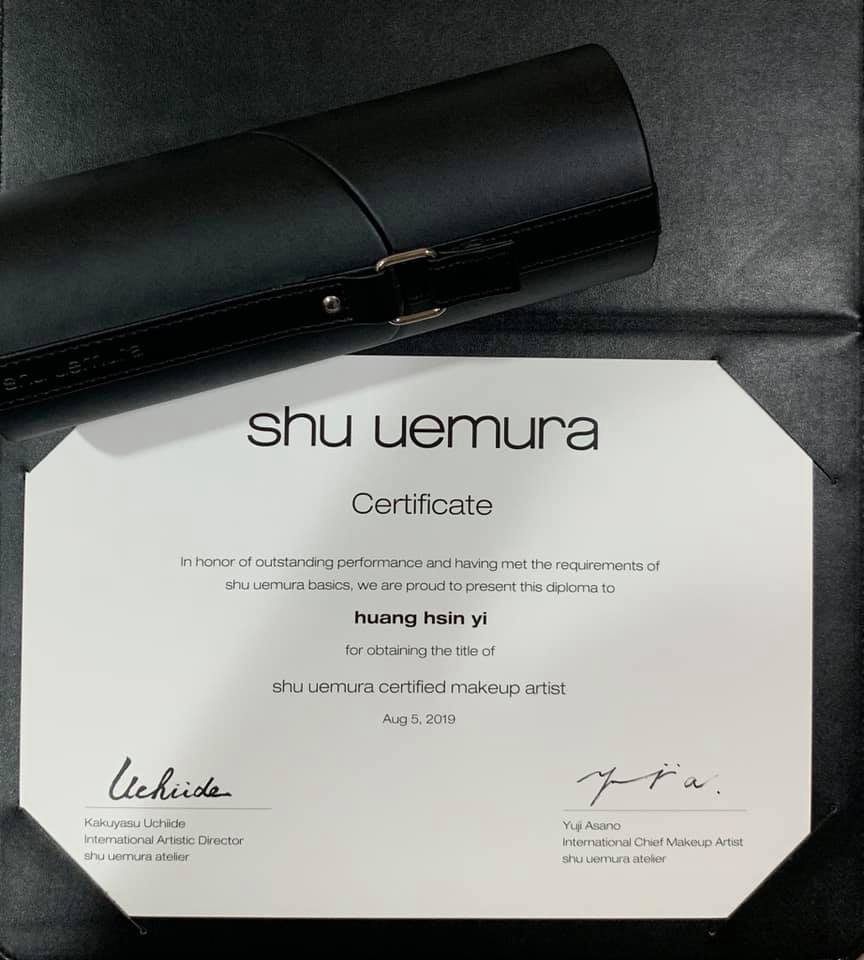 shu uemura
shu uemura
Certificate
In honor of outstanding performance and having met the requirements of
shu uemura basics, we are proud to present this diploma to
huang hsin yi
for obtaining the title of
shu uemura certified makeup artist
Aug 5, 2019
Uchiide
Kakuyasu Uchiide
International Artistic Director
shu uemura atelier
Yuji Asano
International Chief Makeup Artist
shu uemura atelier